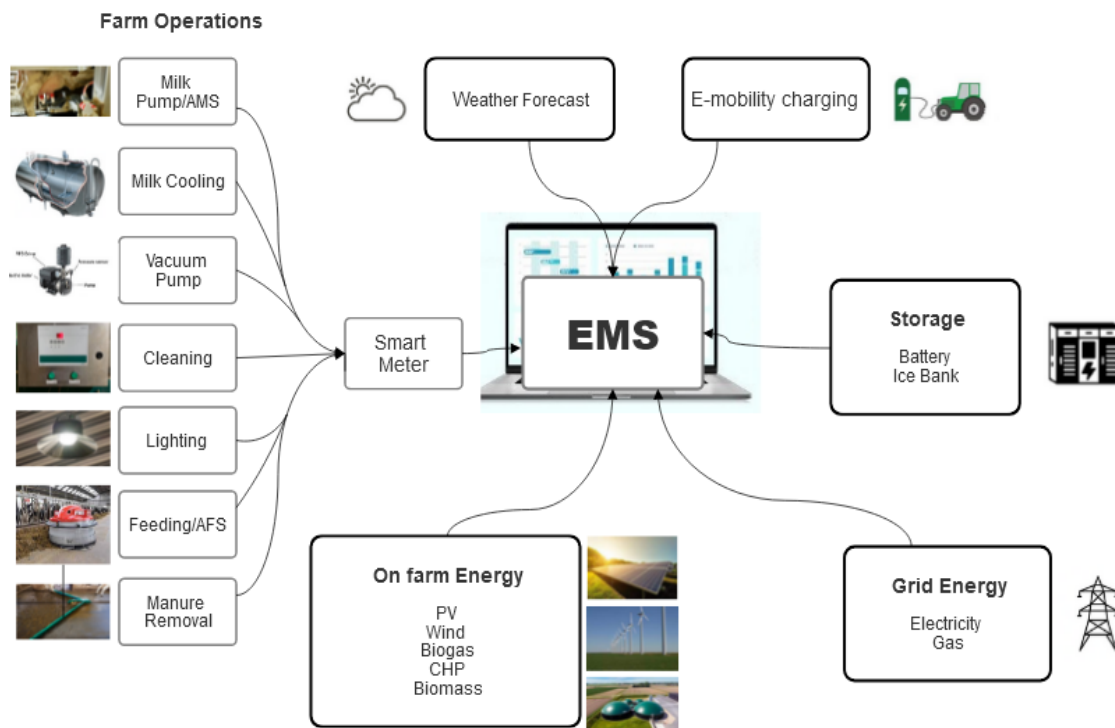 Farm Operations
Milk
Pump/AMS
Milk Cooling
Vacuum
Pump
Cleaning
Lighting
Feeding/AFS
Manure
Removal
Smart
Meter
Weather Forecast
E-mobility charging
EMS
Storage
Battery
Ice Bank
On farm Energy
PV
Wind
Biogas
CHP
Biomass
Grid Energy
Electricity
Gas